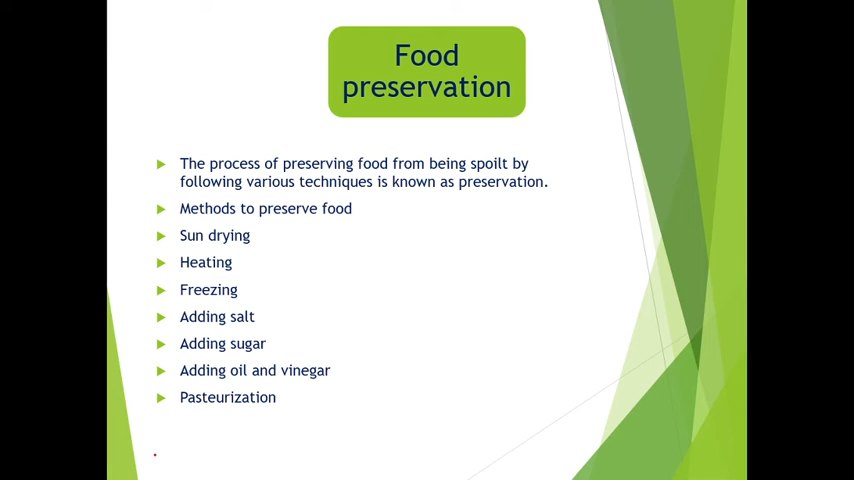 Food
preservation
The process of preserving food from being spoilt by
following various techniques is known as preservation.
Methods to preserve food
Sun drying
Heating
Freezing
Adding salt
Adding sugar
Adding oil and vinegar
Pasteurization